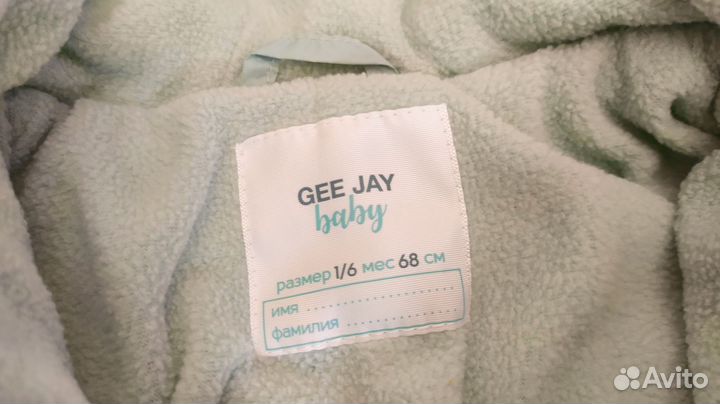 GEE JAY
baby
размер 1/6 мес 68 см
имя ....................
фамилия ..............
Avito